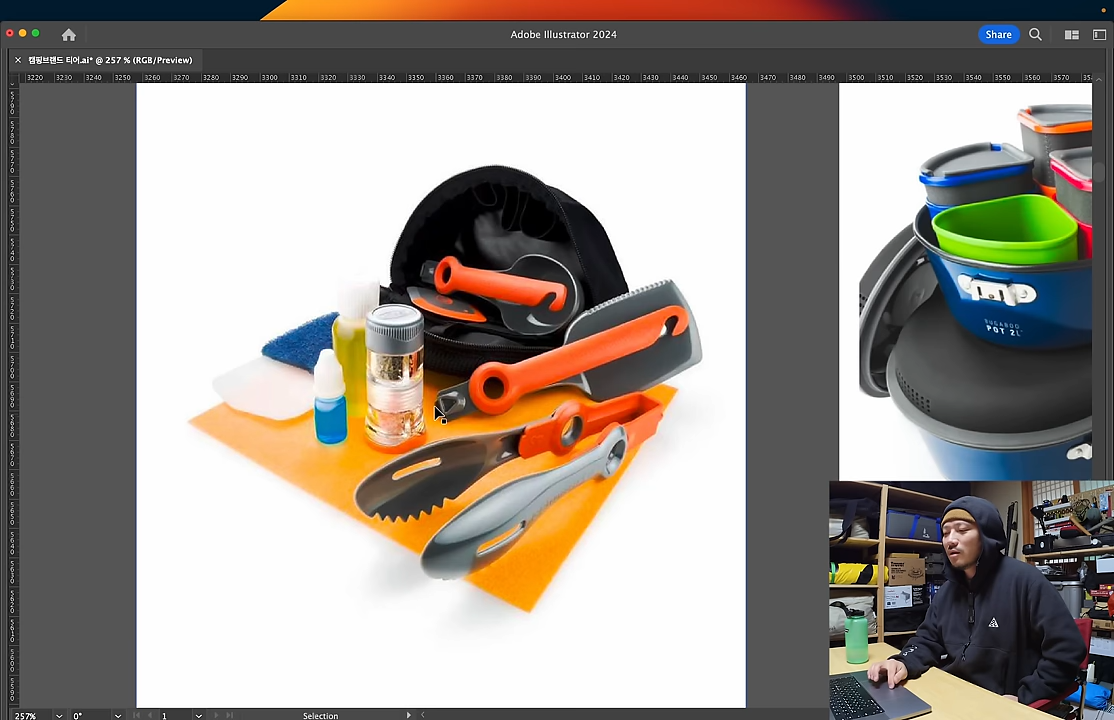 Adobe Illustrator 2024
Share
캠핑브랜드 티어.ai* @ 257 % (RGB/Preview)
3220 3230 3240 3250 3260 3270 3280 3290 3300 3310 3320 3330 3340 3350 3360 3370 3380 3390 3400 3410 3420 3430 3440 3450 3460 3470 3480 3490 3500 3510 3520 3530 3540 3550 3560 3570
BUGABOO
POT 2L
257%
0°
1
Selection